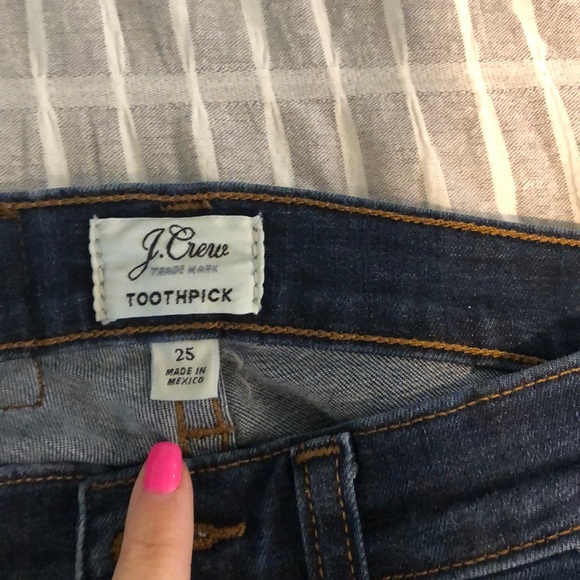 J.Crew
TRADE MARK
TOOTHPICK
25
MADE IN
MEXICO